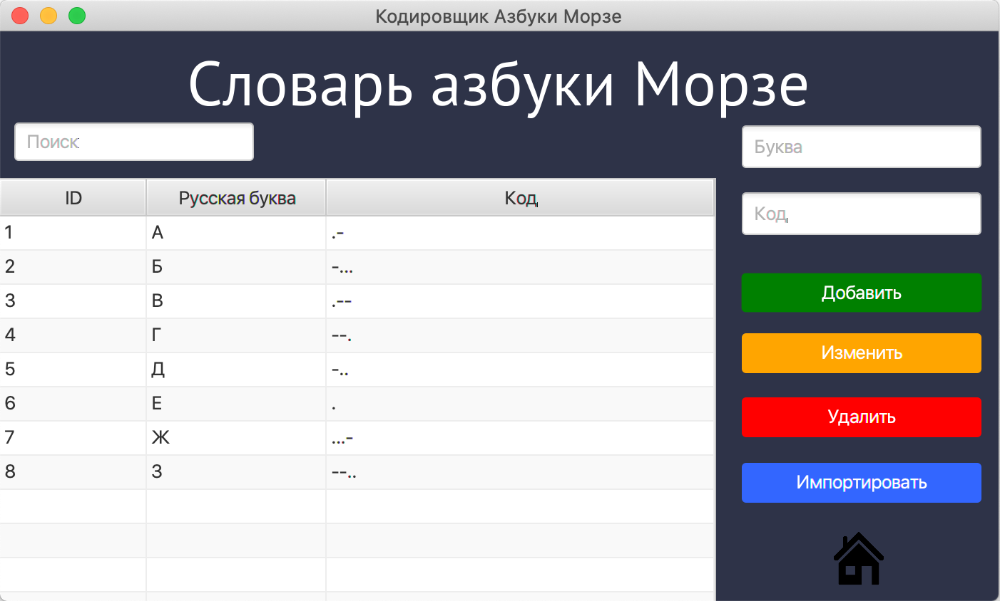 Кодировщик Азбуки Морзе
Словарь азбуки Морзе
Поиск
ID Русская буква Код
1 А .-
2 Б -...
3 В .--
4 Г --.
5 Д -..
6 Е .
7 Ж ...-
8 З --..
Буква
Код
Добавить
Изменить
Удалить
Импортировать